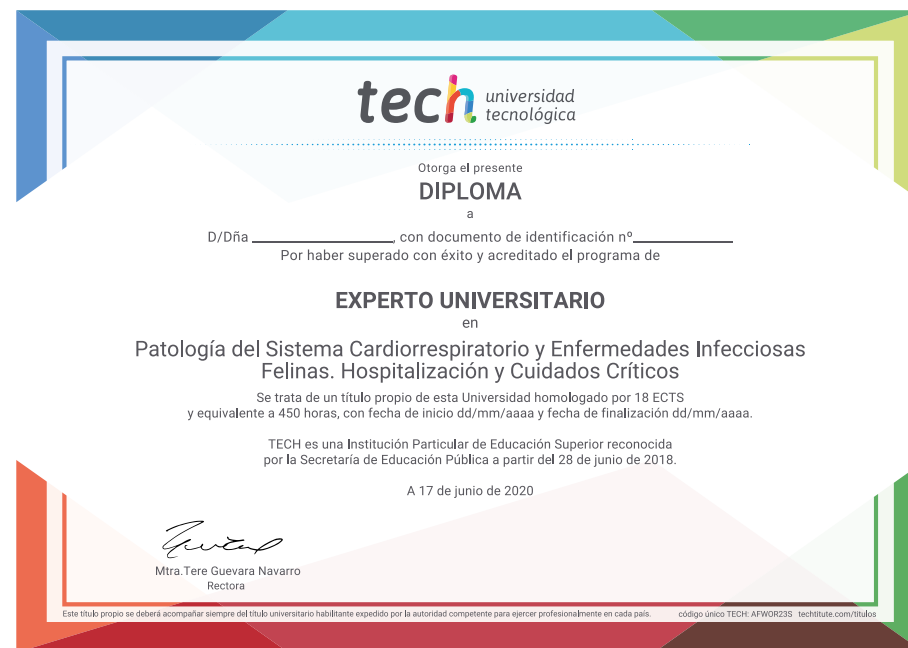 tech universidad
tecnológica
Otorga el presente
DIPLOMA
a
D/Dña ____________________, con documento de identificación nº______________
Por haber superado con éxito y acreditado el programa de
EXPERTO UNIVERSITARIO
en
Patología del Sistema Cardiorrespiratorio y Enfermedades Infecciosas
Felinas. Hospitalización y Cuidados Críticos
Se trata de un título propio de esta Universidad homologado por 18 ECTS
y equivalente a 450 horas, con fecha de inicio dd/mm/aaaa y fecha de finalización dd/mm/aaaa.
TECH es una Institución Particular de Educación Superior reconocida
por la Secretaría de Educación Pública a partir del 28 de junio de 2018.
A 17 de junio de 2020
Mtra.Tere Guevara Navarro
Rectora
Este título propio se deberá acompañar siempre del título universitario habilitante expedido por la autoridad competente para ejercer profesionalmente en cada país. código único TECH: AFWOR23S techtitute.com/titulos